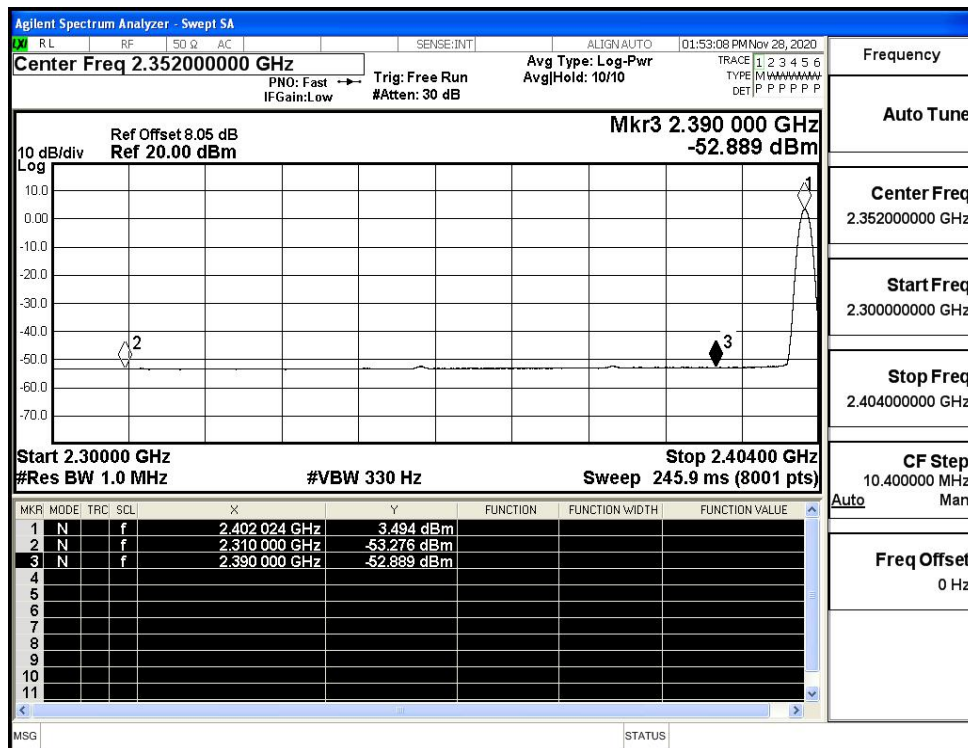 Agilent Spectrum Analyzer - Swept SA
LXI RL RF 50 Ω AC SENSE:INT ALIGN AUTO 01:53:08 PM Nov 28, 2020
Center Freq 2.352000000 GHz
PNO: Fast
IFGain:Low
Trig: Free Run
#Atten: 30 dB
Avg Type: Log-Pwr
Avg|Hold: 10/10
TRACE 1 2 3 4 5 6
TYPE M W W W W W
DET P P P P P P
Ref Offset 8.05 dB
10 dB/div Ref 20.00 dBm
Log
Mkr3 2.390 000 GHz
-52.889 dBm
10.0
0.00
-10.0
-20.0
-30.0
-40.0
-50.0
-60.0
-70.0
1
2
3
Start 2.30000 GHz Stop 2.40400 GHz
#Res BW 1.0 MHz #VBW 330 Hz Sweep 245.9 ms (8001 pts)
MKR MODE TRC SCL X Y FUNCTION FUNCTION WIDTH FUNCTION VALUE
1 N f 2.402 024 GHz 3.494 dBm
2 N f 2.310 000 GHz -53.276 dBm
3 N f 2.390 000 GHz -52.889 dBm
4
5
6
7
8
9
10
11
MSG STATUS
Frequency
Auto Tune
Center Freq
2.352000000 GHz
Start Freq
2.300000000 GHz
Stop Freq
2.404000000 GHz
CF Step
10.400000 MHz
Auto Man
Freq Offset
0 Hz